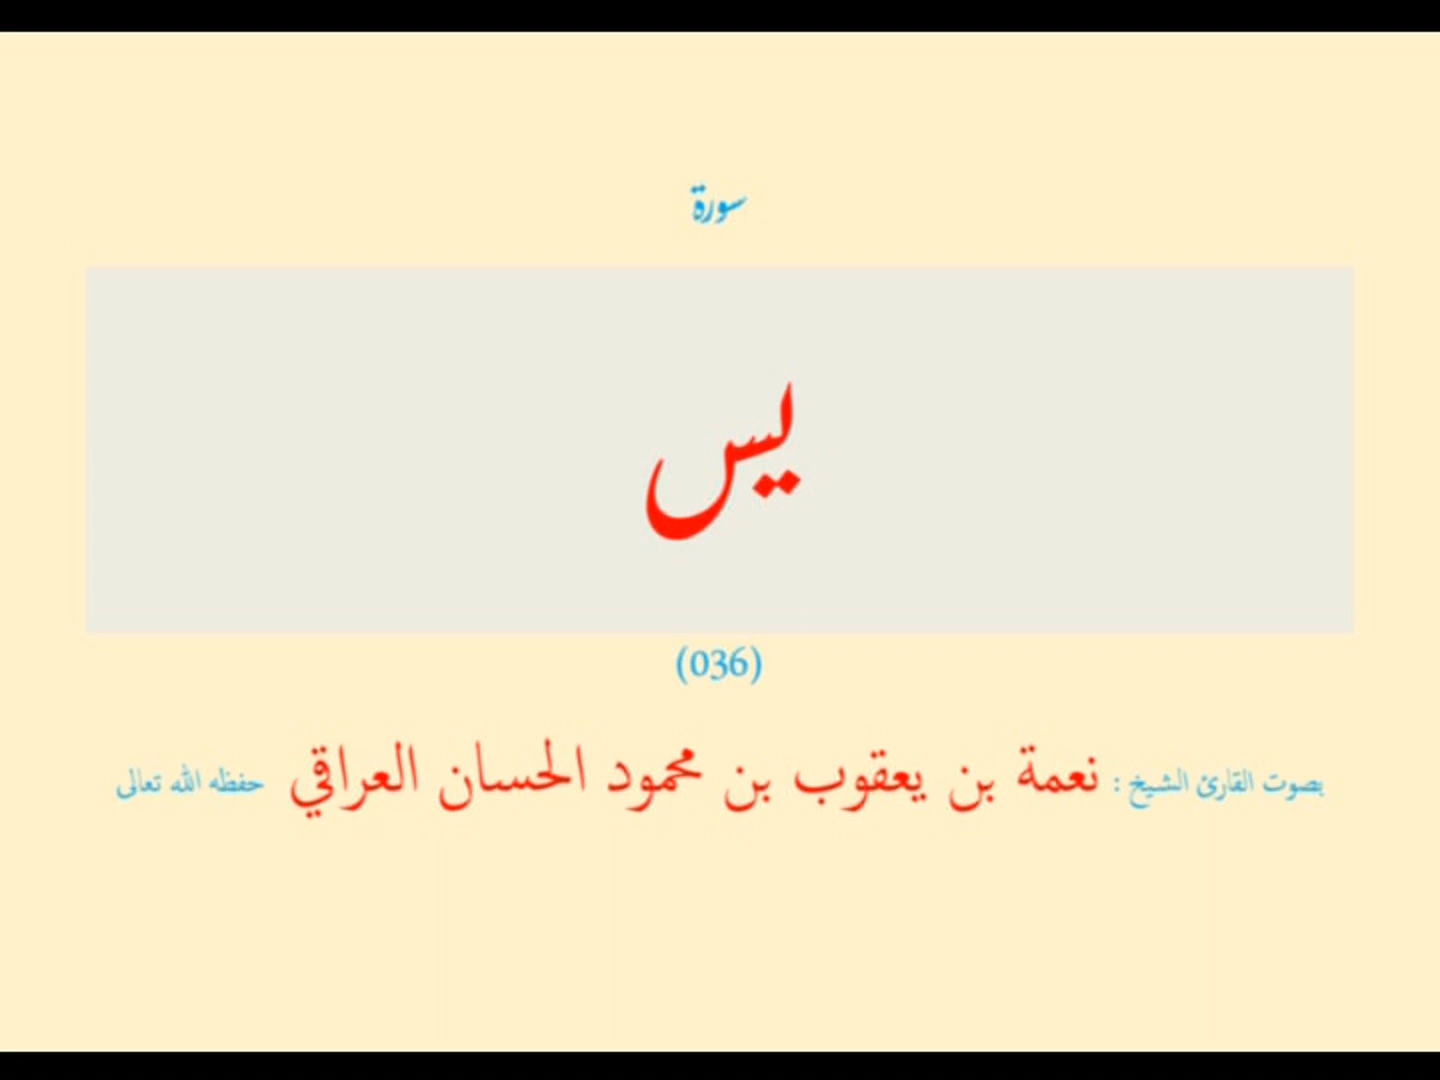 سورة
يس
(036)
بصوت القارئ الشيخ : نعمة بن يعقوب بن محمود الحسان العراقي حفظه الله تعالى